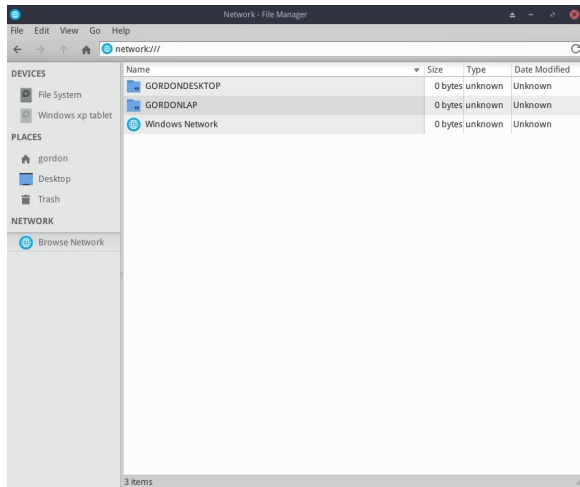 Network - File Manager
File Edit View Go Help
network:///
DEVICES
File System
Windows xp tablet
PLACES
gordon
Desktop
Trash
NETWORK
Browse Network
Name Size Type Date Modified
GORDONDESKTOP 0 bytes unknown Unknown
GORDONLAP 0 bytes unknown Unknown
Windows Network 0 bytes unknown Unknown
3 items